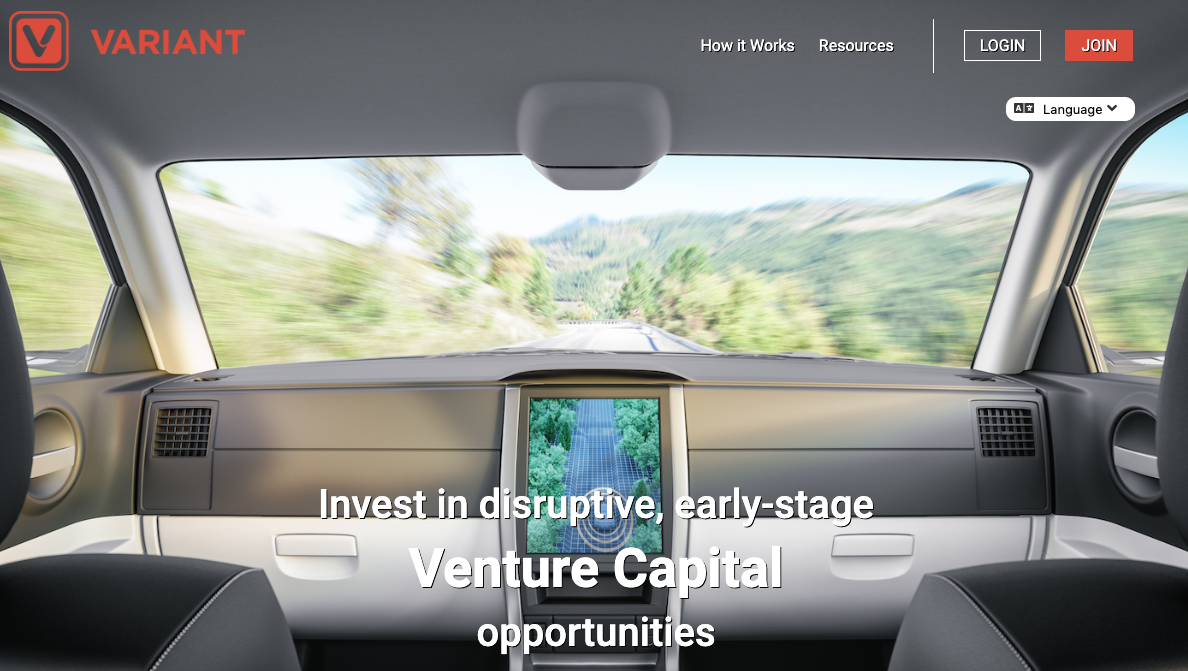 VARIANT
How it Works
Resources
LOGIN
JOIN
Language
Invest in disruptive, early-stage
Venture Capital
opportunities